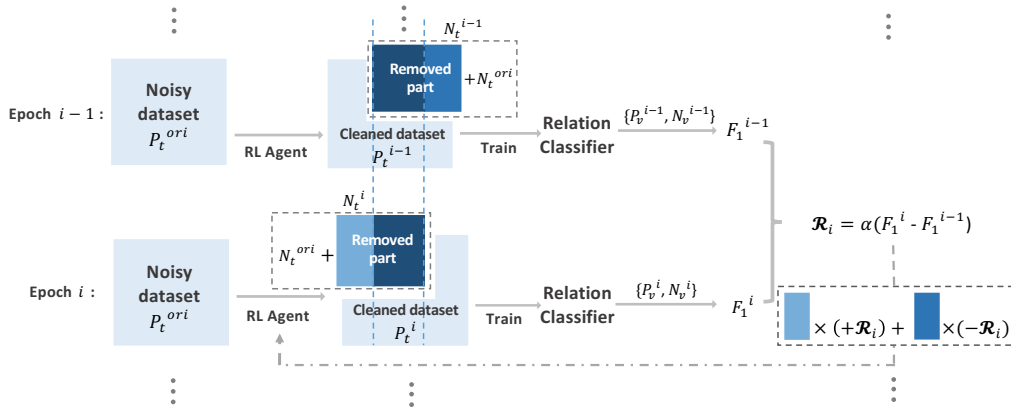 ⋮ ⋮ ⋮
N_t^{i-1}
Noisy
dataset
P_t^{ori}
Removed
part
+N_t^{ori}
Epoch i − 1 :
RL Agent
Cleaned dataset
P_t^{i-1}
Train
Relation
Classifier
{P_v^{i-1}, N_v^{i-1}}
F_1^{i-1}
N_t^i
𝓡_i = α(F_1^i - F_1^{i-1})
Noisy
dataset
P_t^{ori}
N_t^{ori} +
Removed
part
Epoch i :
RL Agent
Cleaned dataset
P_t^i
Train
Relation
Classifier
{P_v^i, N_v^i}
F_1^i
× (+𝓡_i) + ×(−𝓡_i)
⋮ ⋮ ⋮